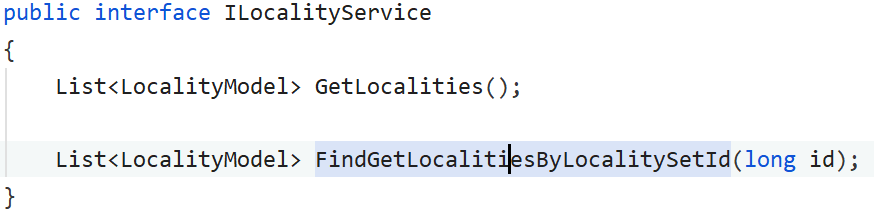 public interface ILocalityService
{
    List<LocalityModel> GetLocalities();
    List<LocalityModel> FindGetLocalitiesByLocalitySetId(long id);
}